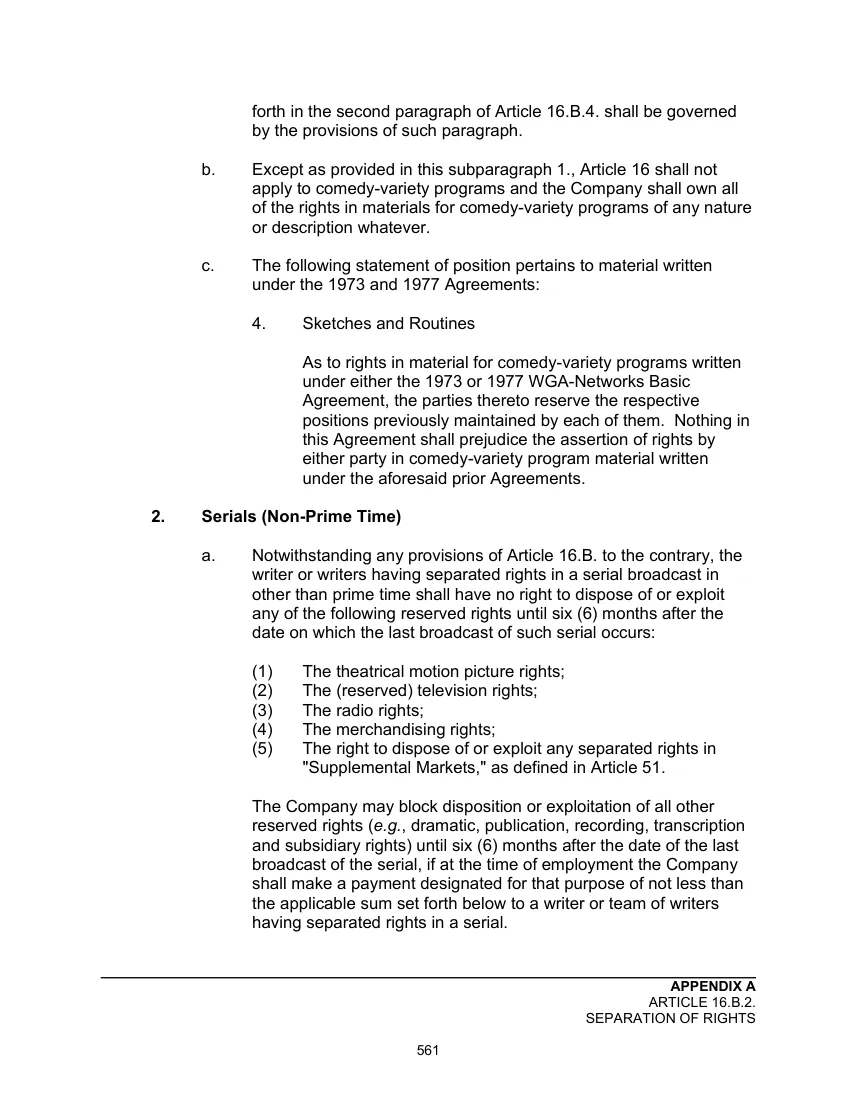 forth in the second paragraph of Article 16.B.4. shall be governed
by the provisions of such paragraph.
b. Except as provided in this subparagraph 1., Article 16 shall not
apply to comedy-variety programs and the Company shall own all
of the rights in materials for comedy-variety programs of any nature
or description whatever.
c. The following statement of position pertains to material written
under the 1973 and 1977 Agreements:
4. Sketches and Routines
As to rights in material for comedy-variety programs written
under either the 1973 or 1977 WGA-Networks Basic
Agreement, the parties thereto reserve the respective
positions previously maintained by each of them. Nothing in
this Agreement shall prejudice the assertion of rights by
either party in comedy-variety program material written
under the aforesaid prior Agreements.
2. Serials (Non-Prime Time)
a. Notwithstanding any provisions of Article 16.B. to the contrary, the
writer or writers having separated rights in a serial broadcast in
other than prime time shall have no right to dispose of or exploit
any of the following reserved rights until six (6) months after the
date on which the last broadcast of such serial occurs:
(1) The theatrical motion picture rights;
(2) The (reserved) television rights;
(3) The radio rights;
(4) The merchandising rights;
(5) The right to dispose of or exploit any separated rights in
"Supplemental Markets," as defined in Article 51.
The Company may block disposition or exploitation of all other
reserved rights (e.g., dramatic, publication, recording, transcription
and subsidiary rights) until six (6) months after the date of the last
broadcast of the serial, if at the time of employment the Company
shall make a payment designated for that purpose of not less than
the applicable sum set forth below to a writer or team of writers
having separated rights in a serial.
APPENDIX A
ARTICLE 16.B.2.
SEPARATION OF RIGHTS
561